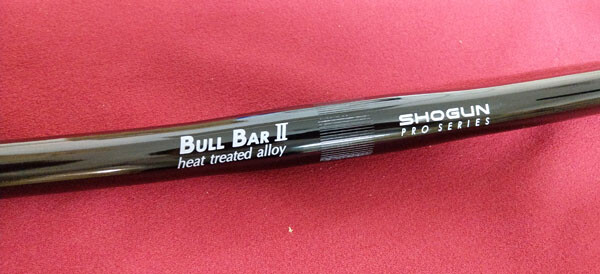 BULL BAR II
heat treated alloy
SHOGUN
PRO SERIES